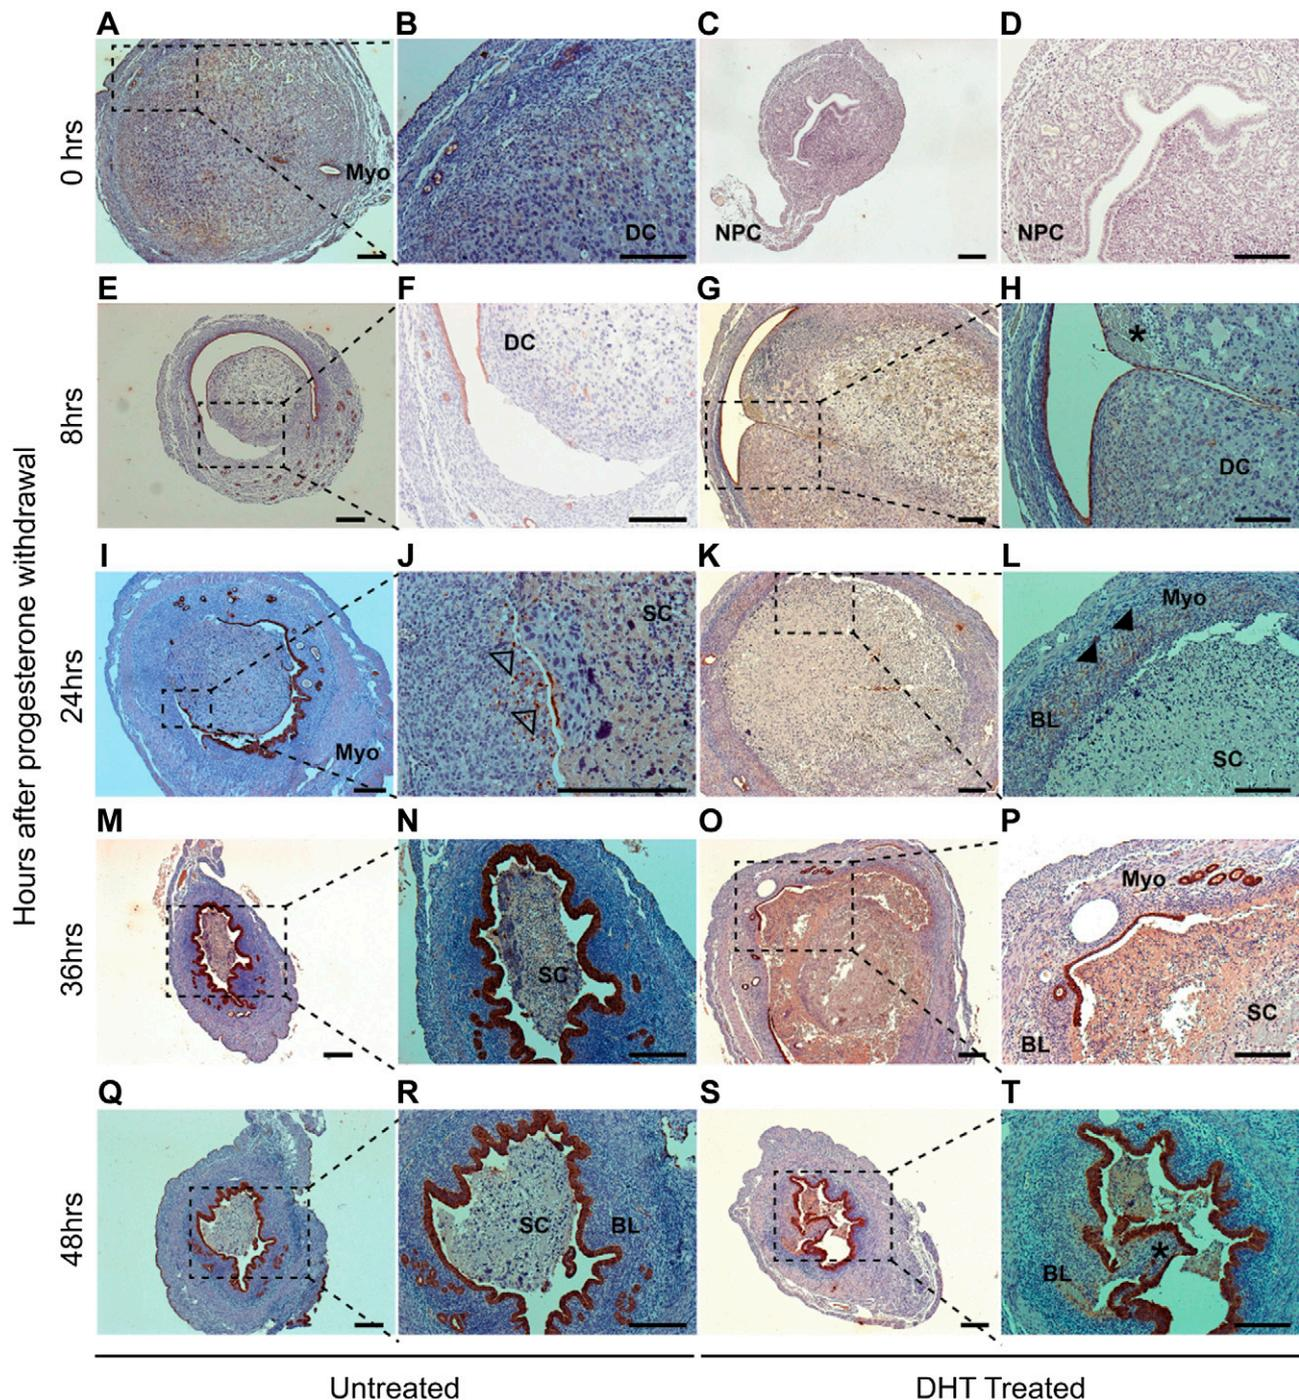 A B C D
0 hrs
Myo DC NPC NPC
E F G H
8hrs
DC * DC
I J K L
24hrs
Myo SC Myo BL SC
M N O P
36hrs
SC Myo BL SC
Q R S T
48hrs
SC BL BL *
Hours after progesterone withdrawal
Untreated DHT Treated